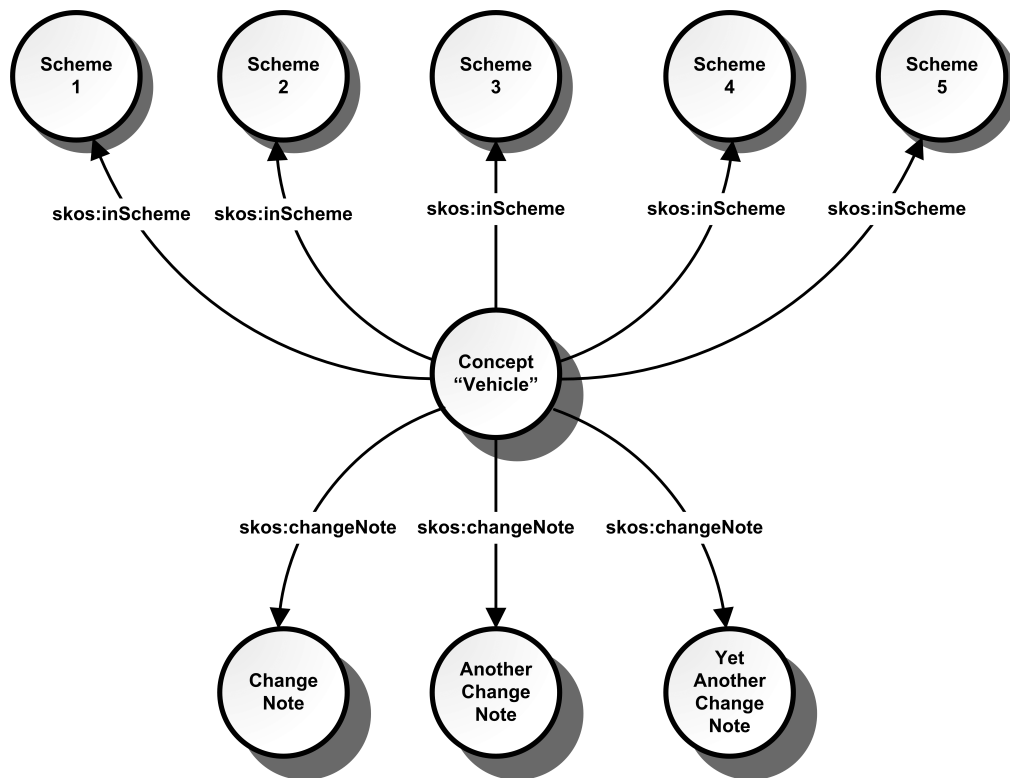 Scheme
1
Scheme
2
Scheme
3
Scheme
4
Scheme
5
skos:inScheme
skos:inScheme
skos:inScheme
skos:inScheme
skos:inScheme
Concept
“Vehicle”
skos:changeNote
skos:changeNote
skos:changeNote
Change
Note
Another
Change
Note
Yet
Another
Change
Note